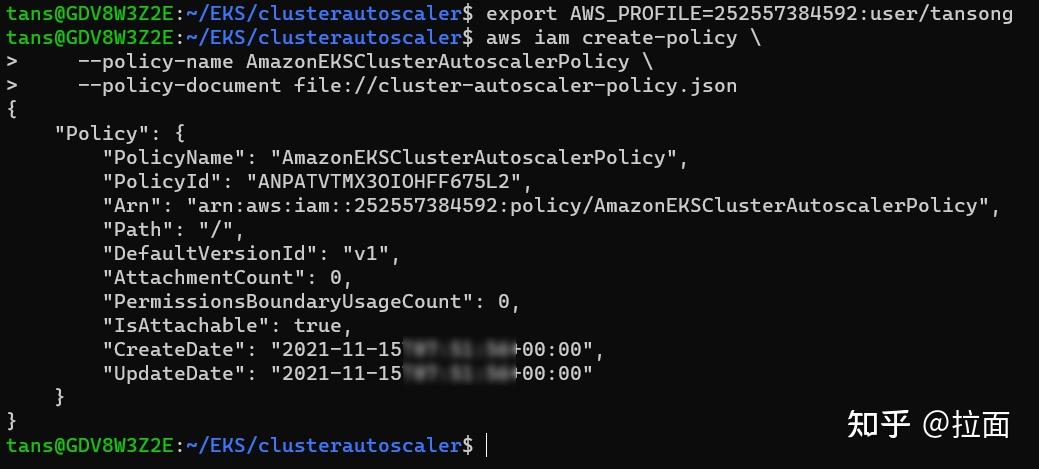 tans@GDV8W3Z2E:~/EKS/clusterautoscaler$ export AWS_PROFILE=252557384592:user/tansong
tans@GDV8W3Z2E:~/EKS/clusterautoscaler$ aws iam create-policy \
>     --policy-name AmazonEKSClusterAutoscalerPolicy \
>     --policy-document file://cluster-autoscaler-policy.json
{
    "Policy": {
        "PolicyName": "AmazonEKSClusterAutoscalerPolicy",
        "PolicyId": "ANPATVTMX3OIOHFF675L2",
        "Arn": "arn:aws:iam::252557384592:policy/AmazonEKSClusterAutoscalerPolicy",
        "Path": "/",
        "DefaultVersionId": "v1",
        "AttachmentCount": 0,
        "PermissionsBoundaryUsageCount": 0,
        "IsAttachable": true,
        "CreateDate": "2021-11-15 +00:00",
        "UpdateDate": "2021-11-15 +00:00"
    }
}
tans@GDV8W3Z2E:~/EKS/clusterautoscaler$
知乎 @拉面